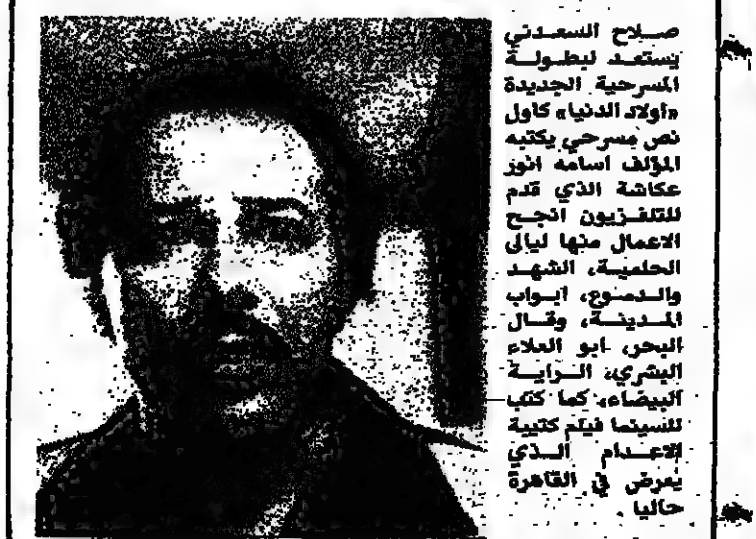 صلاح السعدني
يستعد لبطولة
المسرحية الجديدة
«اولاد الدنيا» كاول
نص مسرحي يكتبه
المؤلف اسامه انور
عكاشة الذي قدم
للتلفزيون انجح
الاعمال منها ليالي
الحلمية، الشهد
والدموع، ابواب
المدينة، وقال
البحر، ابو العلاء
البشري، الراية
البيضاء، كما كتب
للسينما فيلم كتيبة
الاعدام الذي
يعرض في القاهرة
حاليا.